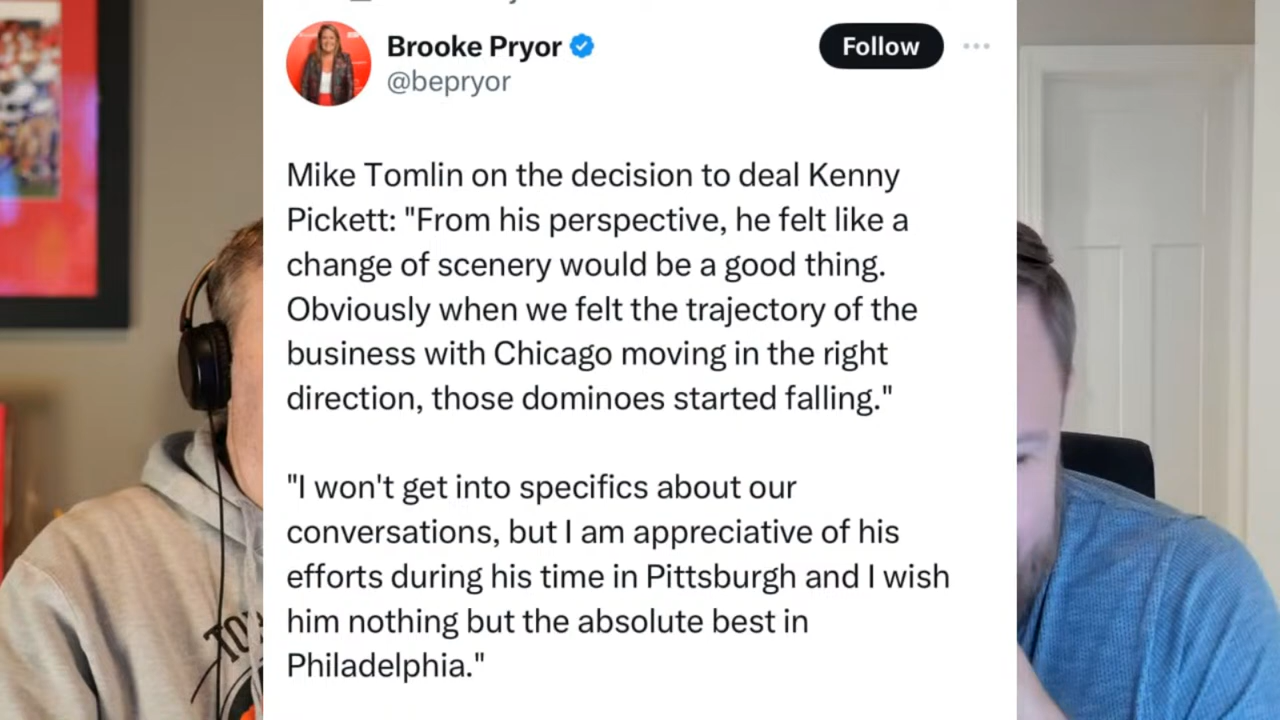 Brooke Pryor
@bepryor
Follow
Mike Tomlin on the decision to deal Kenny
Pickett: "From his perspective, he felt like a
change of scenery would be a good thing.
Obviously when we felt the trajectory of the
business with Chicago moving in the right
direction, those dominoes started falling."
"I won't get into specifics about our
conversations, but I am appreciative of his
efforts during his time in Pittsburgh and I wish
him nothing but the absolute best in
Philadelphia."